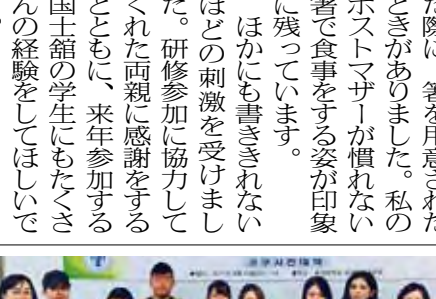 た際に、箸を用意された
ときがありました。私の
ホストマザーが慣れない
箸で食事をする姿が印象
に残っています。
ほかにも書ききれない
ほどの刺激を受けまし
た。研修参加に協力して
くれた両親に感謝をする
とともに、来年参加する
国士舘の学生にもたくさ
んの経験をしてほしいで